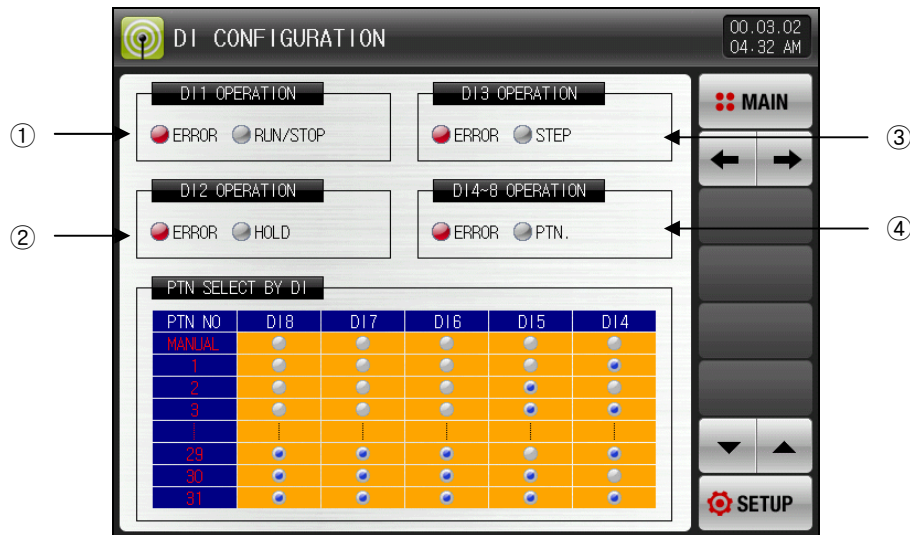 DI CONFIGURATION
00.03.02
04.32 AM
DI1 OPERATION
ERROR RUN/STOP
DI3 OPERATION
ERROR STEP
DI2 OPERATION
ERROR HOLD
DI4~8 OPERATION
ERROR PTN.
①
②
③
④
PTN SELECT BY DI
PTN NO DI8 DI7 DI6 DI5 DI4
MANUAL
1
2
3
29
30
31
MAIN
SETUP